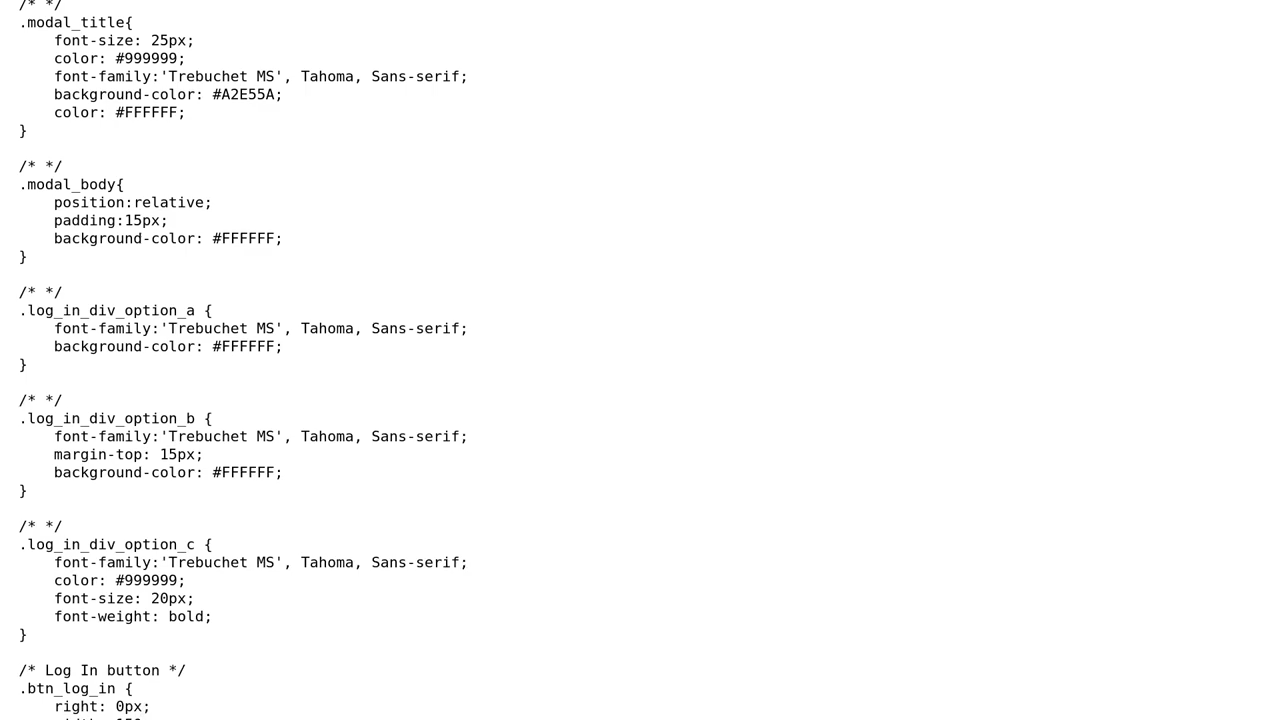 /* */
.modal_title{
    font-size: 25px;
    color: #999999;
    font-family:'Trebuchet MS', Tahoma, Sans-serif;
    background-color: #A2E55A;
    color: #FFFFFF;
}

/* */
.modal_body{
    position:relative;
    padding:15px;
    background-color: #FFFFFF;
}

/* */
.log_in_div_option_a {
    font-family:'Trebuchet MS', Tahoma, Sans-serif;
    background-color: #FFFFFF;
}

/* */
.log_in_div_option_b {
    font-family:'Trebuchet MS', Tahoma, Sans-serif;
    margin-top: 15px;
    background-color: #FFFFFF;
}

/* */
.log_in_div_option_c {
    font-family:'Trebuchet MS', Tahoma, Sans-serif;
    color: #999999;
    font-size: 20px;
    font-weight: bold;
}

/* Log In button */
.btn_log_in {
    right: 0px;